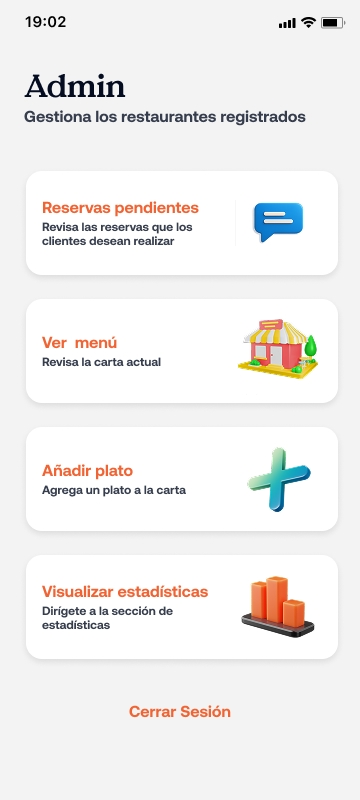 19:02
Admin
Gestiona los restaurantes registrados
Reservas pendientes
Revisa las reservas que los
clientes desean realizar
Ver  menú
Revisa la carta actual
Añadir plato
Agrega un plato a la carta
Visualizar estadísticas
Dirígete a la sección de
estadísticas
Cerrar Sesión